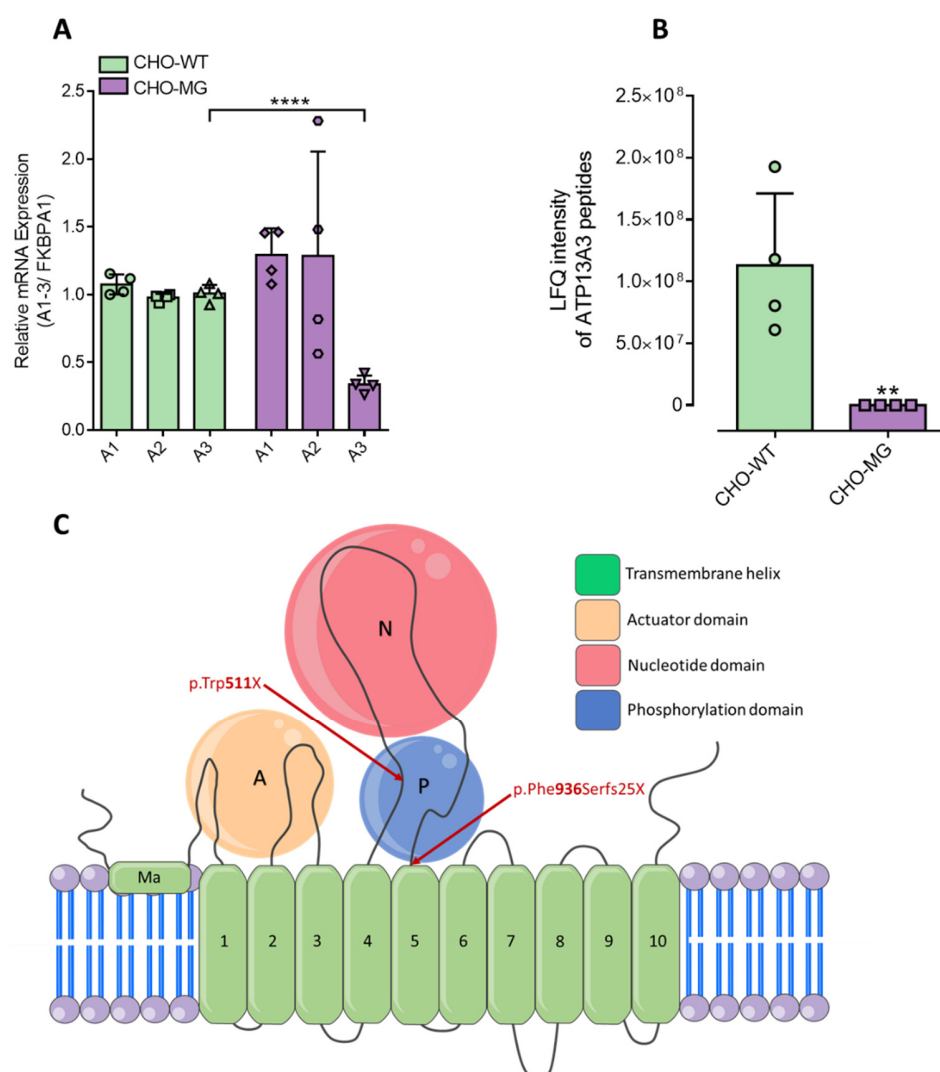 A
CHO-WT
CHO-MG
Relative mRNA Expression
(A1-3/ FKBPA1)
2.5
2.0
1.5
1.0
0.5
0.0
****
A1
A2
A3
A1
A2
A3
B
LFQ intensity
of ATP13A3 peptides
2.5×10⁸
2.0×10⁸
1.5×10⁸
1.0×10⁸
5.0×10⁷
0
**
CHO-WT
CHO-MG
C
N
A
P
p.Trp511X
p.Phe936Serfs25X
Transmembrane helix
Actuator domain
Nucleotide domain
Phosphorylation domain
Ma
1
2
3
4
5
6
7
8
9
10